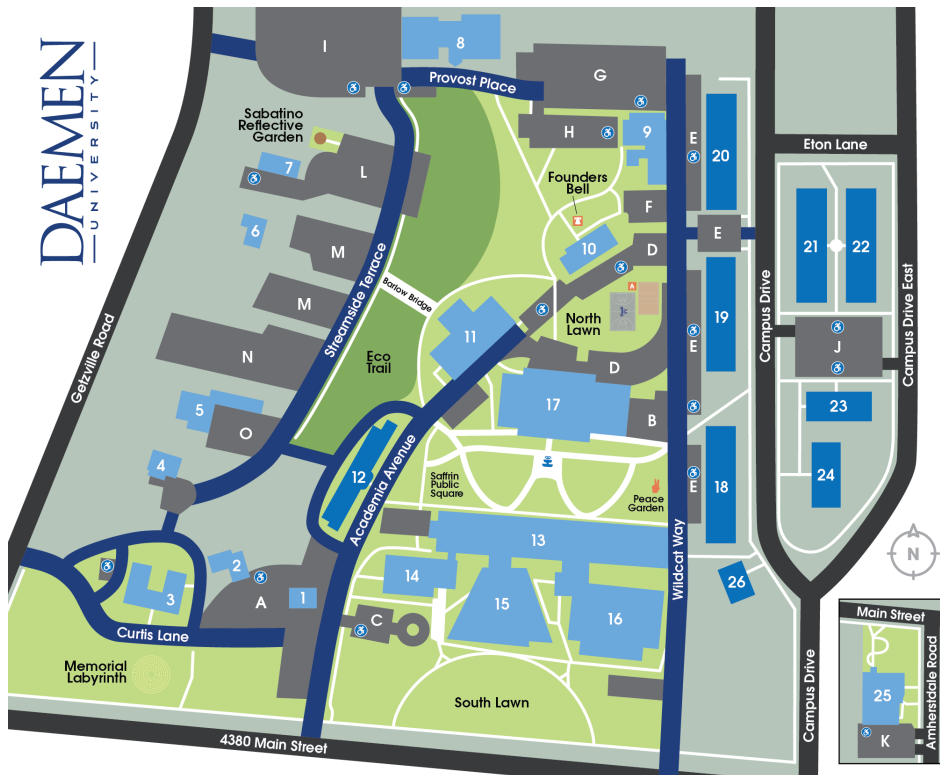 DAEMEN
UNIVERSITY
I
8
Provost Place
G
Sabatino
Reflective
Garden
H
9
E
20
Eton Lane
7
L
Founders
Bell
F
6
M
10
D
E
21
22
Streamside Terrace
Barlow Bridge
M
A
North
Lawn
19
Campus Drive
Campus Drive East
Getzville Road
N
Eco
Trail
11
D
E
J
5
O
17
B
23
4
12
Academia Avenue
Saffrin
Public
Square
Peace
Garden
E
18
24
13
Wildcat Way
N
2
14
26
3
A
1
15
16
C
Curtis Lane
Memorial
Labyrinth
South Lawn
Campus Drive
4380 Main Street
Main Street
25
K
Amherstdale Road